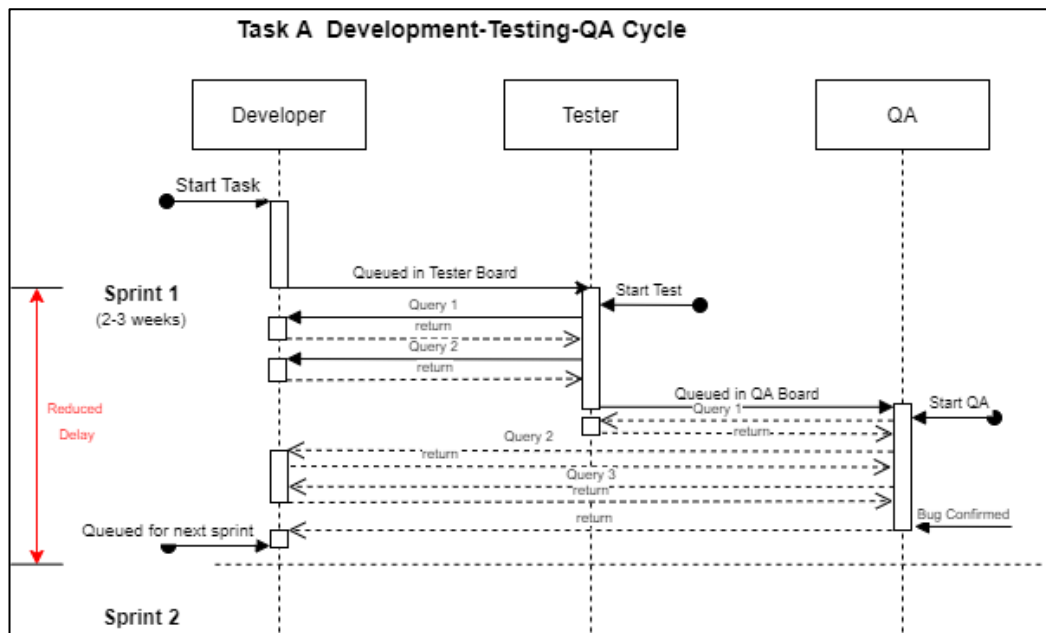 Task A Development-Testing-QA Cycle
Developer
Tester
QA
Start Task
Queued in Tester Board
Sprint 1
(2-3 weeks)
Start Test
Query 1
return
Query 2
return
Reduced
Delay
Queued in QA Board
Start QA
Query 1
return
Query 2
return
Query 3
return
return
Bug Confirmed
Queued for next sprint
Sprint 2